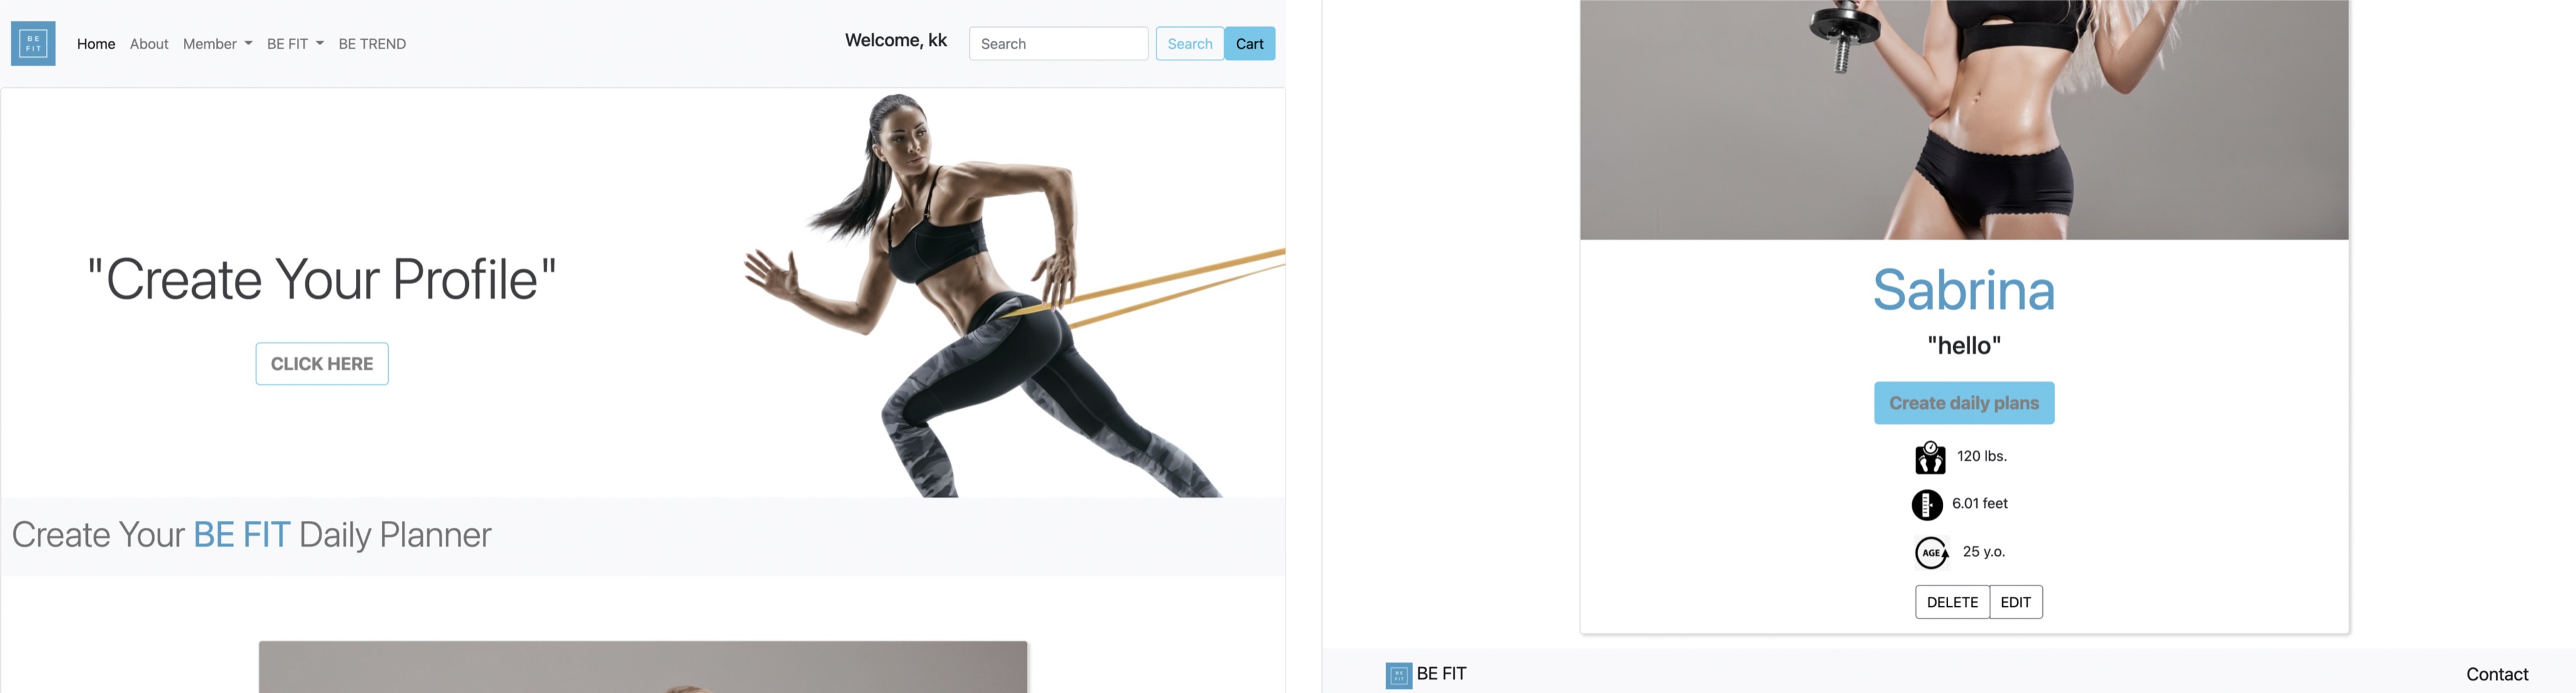 BE
FIT
Home About Member BE FIT BE TREND
Welcome, kk Search Search Cart
"Create Your Profile"
CLICK HERE
Create Your BE FIT Daily Planner
Sabrina
"hello"
Create daily plans
120 lbs.
6.01 feet
AGE 25 y.o.
DELETE EDIT
BE
FIT
BE FIT Contact